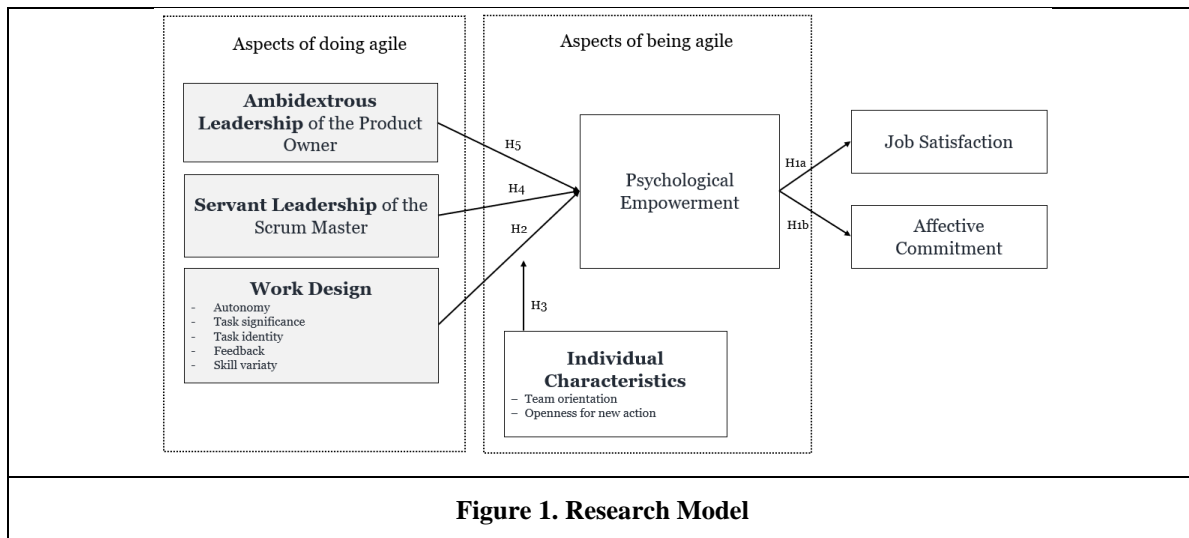 Aspects of doing agile
Ambidextrous
Leadership of the Product
Owner
Servant Leadership of the
Scrum Master
Work Design
- Autonomy
- Task significance
- Task identity
- Feedback
- Skill variaty
H5
H4
H2
Aspects of being agile
Psychological
Empowerment
H3
Individual
Characteristics
– Team orientation
– Openness for new action
H1a
H1b
Job Satisfaction
Affective
Commitment
Figure 1. Research Model